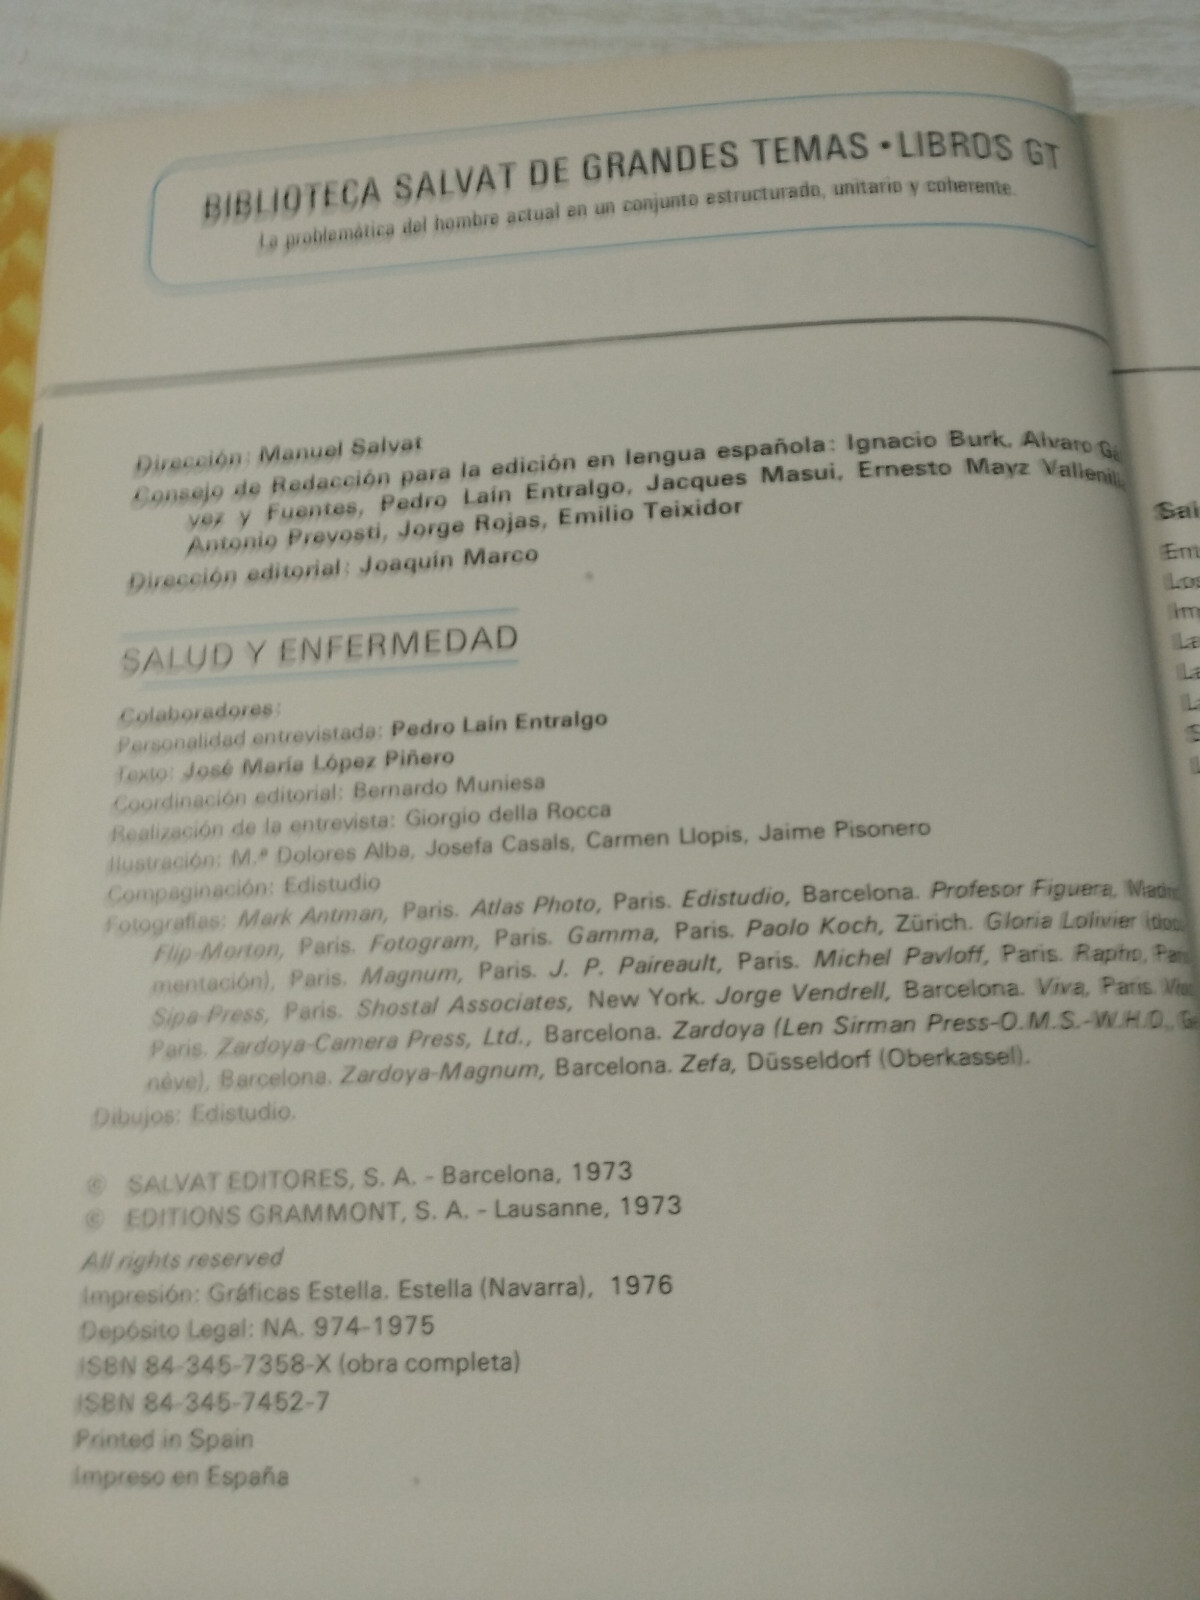 BIBLIOTECA SALVAT DE GRANDES TEMAS • LIBROS GT
La problemática del hombre actual en un conjunto estructurado, unitario y coherente.
Dirección: Manuel Salvat
Consejo de Redacción para la edición en lengua española: Ignacio Burk, Alvaro
vez y Fuentes, Pedro Laín Entralgo, Jacques Masui, Ernesto Mayz Vallenilla
Antonio Prevosti, Jorge Rojas, Emilio Teixidor
Dirección editorial: Joaquín Marco
SALUD Y ENFERMEDAD
Colaboradores:
Personalidad entrevistada: Pedro Laín Entralgo
Texto: José María López Piñero
Coordinación editorial: Bernardo Muniesa
Realización de la entrevista: Giorgio della Rocca
Ilustración: M.ª Dolores Alba, Josefa Casals, Carmen Llopis, Jaime Pisonero
Compaginación: Edistudio
Fotografías: Mark Antman, Paris. Atlas Photo, Paris. Edistudio, Barcelona. Profesor Figuera,
Flip Morton, Paris. Fotogram, Paris. Gamma, Paris. Paolo Koch, Zürich. Gloria Lolivier
mentación), Paris. Magnum, Paris. J. P. Paireault, Paris. Michel Pavloff, Paris. Rapho,
Sipa-Press, Paris. Shostal Associates, New York. Jorge Vendrell, Barcelona. Viva, Paris.
Paris. Zardoya-Camera Press, Ltd., Barcelona. Zardoya (Len Sirman Press-O.M.S.-W.H.O.,
nève), Barcelona. Zardoya-Magnum, Barcelona. Zefa, Düsseldorf (Oberkassel).
Dibujos: Edistudio.
© SALVAT EDITORES, S. A. - Barcelona, 1973
© EDITIONS GRAMMONT, S. A. - Lausanne, 1973
All rights reserved
Impresión: Gráficas Estella. Estella (Navarra), 1976
Depósito Legal: NA. 974-1975
ISBN 84-345-7358-X (obra completa)
ISBN 84-345-7452-7
Printed in Spain
Impreso en España